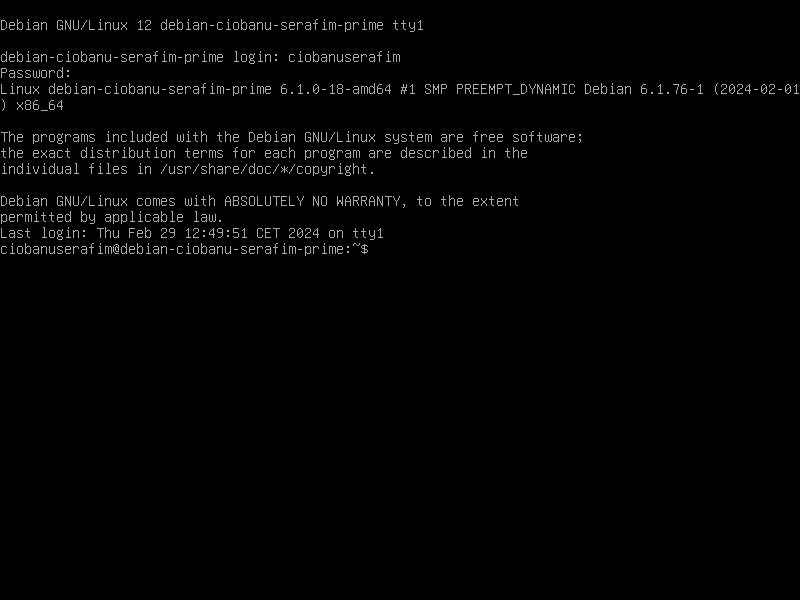 Debian GNU/Linux 12 debian-ciobanu-serafim-prime tty1
debian-ciobanu-serafim-prime login: ciobanuserafim
Password:
Linux debian-ciobanu-serafim-prime 6.1.0-18-amd64 #1 SMP PREEMPT_DYNAMIC Debian 6.1.76-1 (2024-02-01
) x86_64
The programs included with the Debian GNU/Linux system are free software;
the exact distribution terms for each program are described in the
individual files in /usr/share/doc/*/copyright.
Debian GNU/Linux comes with ABSOLUTELY NO WARRANTY, to the extent
permitted by applicable law.
Last login: Thu Feb 29 12:49:51 CET 2024 on tty1
ciobanuserafim@debian-ciobanu-serafim-prime:~$